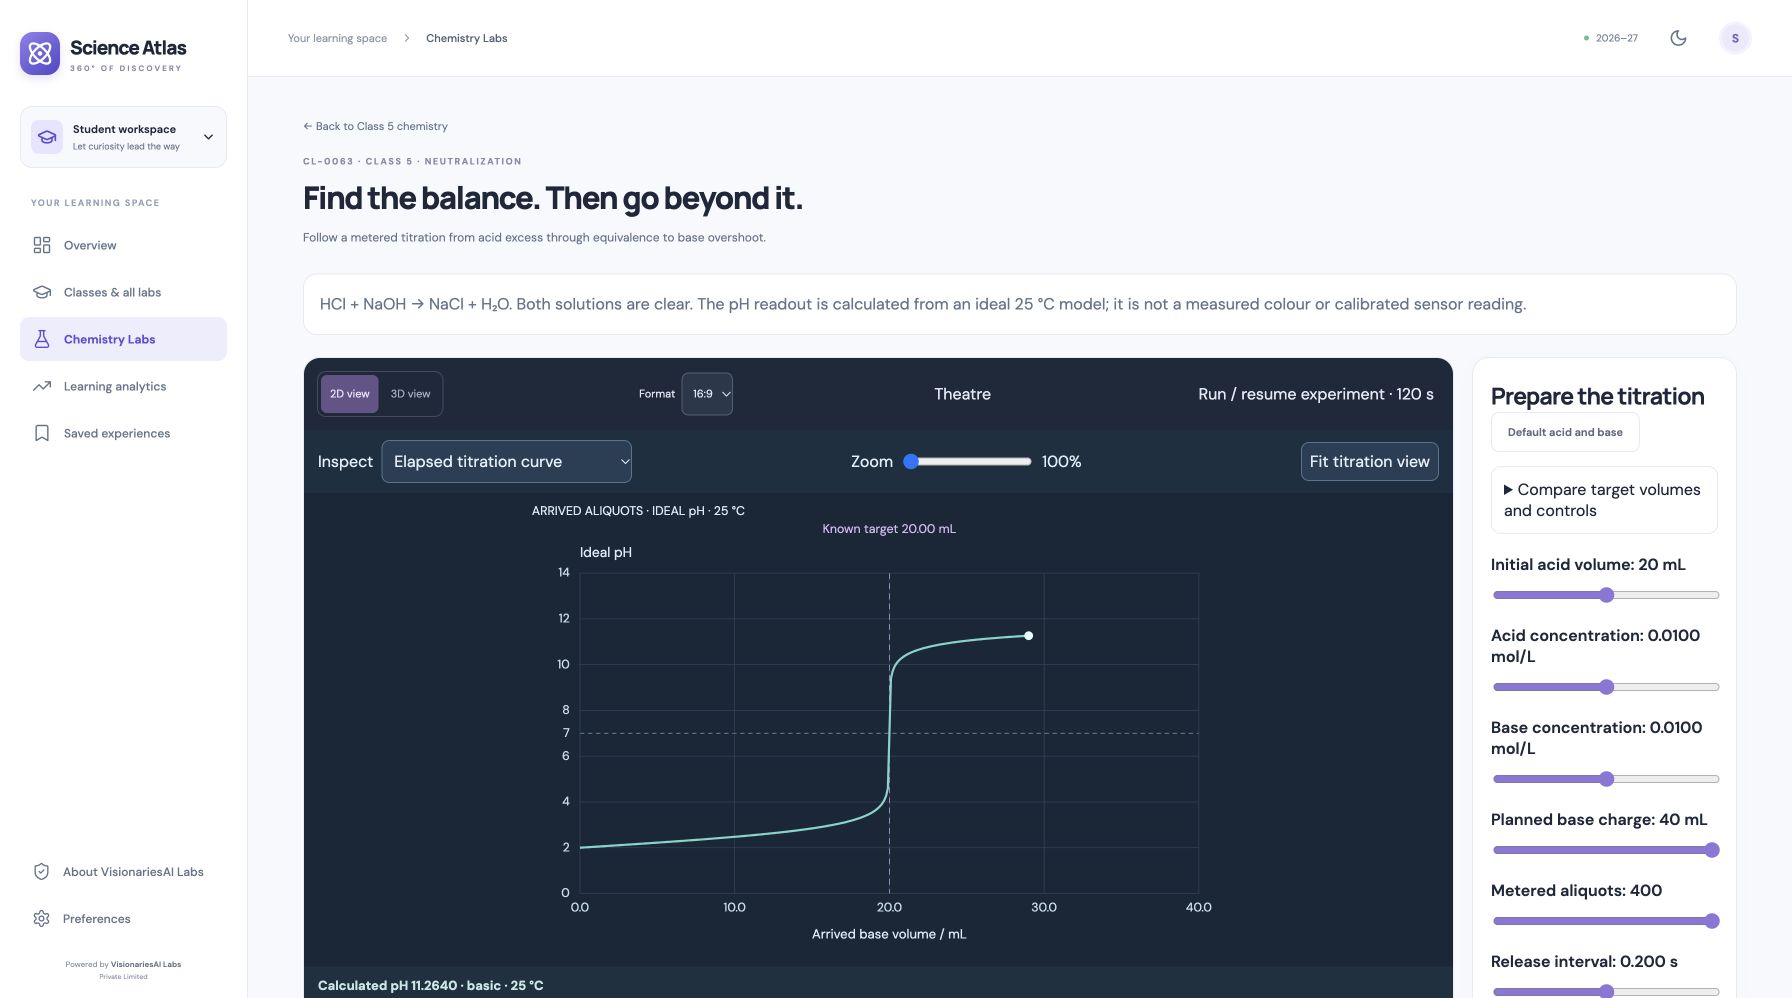 Science Atlas
360° OF DISCOVERY
Student workspace
Let curiosity lead the way
YOUR LEARNING SPACE
Overview
Classes & all labs
Chemistry Labs
Learning analytics
Saved experiences
About VisionariesAI Labs
Preferences
Powered by VisionariesAI Labs
Private Limited
Your learning space
Chemistry Labs
2026–27
S
← Back to Class 5 chemistry
CL-0063 · CLASS 5 · NEUTRALIZATION
Find the balance. Then go beyond it.
Follow a metered titration from acid excess through equivalence to base overshoot.
HCl + NaOH → NaCl + H₂O. Both solutions are clear. The pH readout is calculated from an ideal 25 °C model; it is not a measured colour or calibrated sensor reading.
2D view
3D view
Format
16:9
Theatre
Run / resume experiment · 120 s
Inspect
Elapsed titration curve
Zoom
100%
Fit titration view
ARRIVED ALIQUOTS · IDEAL pH · 25 °C
Known target 20.00 mL
Ideal pH
14
12
10
8
7
6
4
2
0
0.0
10.0
20.0
30.0
40.0
Arrived base volume / mL
Calculated pH 11.2640 · basic · 25 °C
Prepare the titration
Default acid and base
▶ Compare target volumes
and controls
Initial acid volume: 20 mL
Acid concentration: 0.0100
mol/L
Base concentration: 0.0100
mol/L
Planned base charge: 40 mL
Metered aliquots: 400
Release interval: 0.200 s